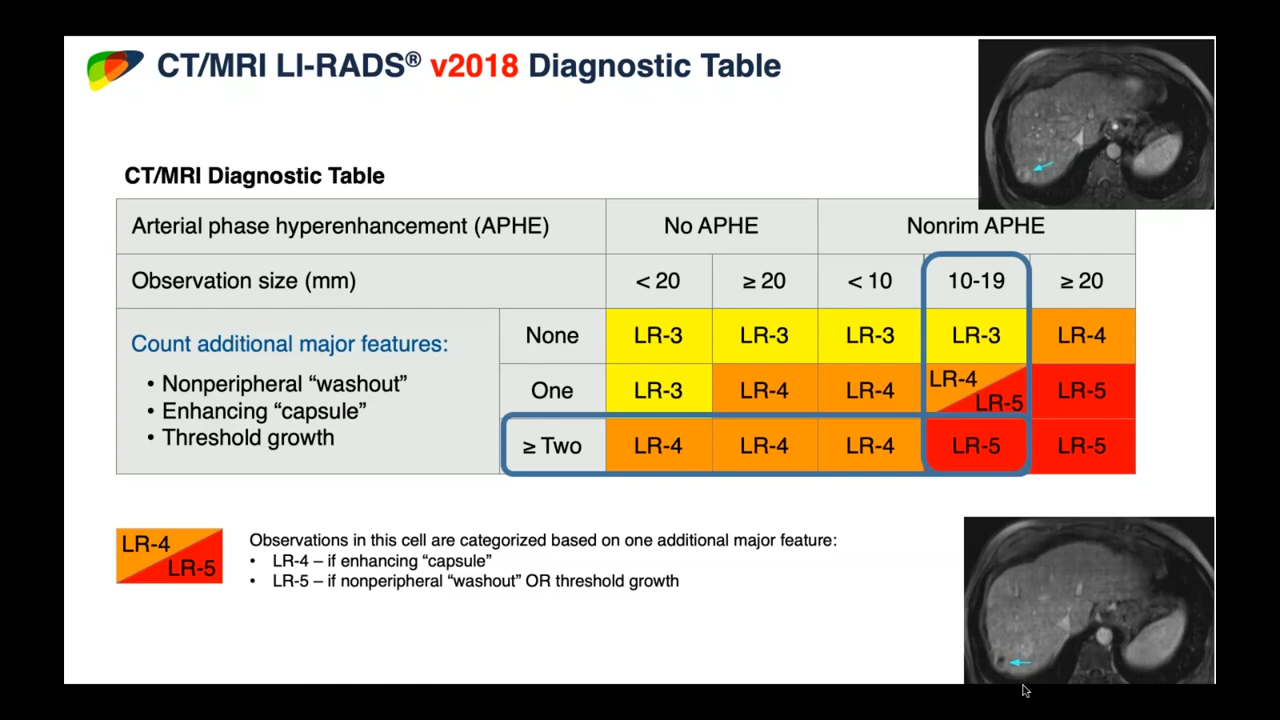 CT/MRI LI-RADS® v2018 Diagnostic Table
CT/MRI Diagnostic Table
Arterial phase hyperenhancement (APHE) No APHE Nonrim APHE
Observation size (mm) < 20 ≥ 20 < 10 10-19 ≥ 20
Count additional major features:
• Nonperipheral “washout”
• Enhancing “capsule”
• Threshold growth
None LR-3 LR-3 LR-3 LR-3 LR-4
One LR-3 LR-4 LR-4 LR-4 LR-5 LR-5
≥ Two LR-4 LR-4 LR-4 LR-5 LR-5
LR-4
LR-5
Observations in this cell are categorized based on one additional major feature:
• LR-4 – if enhancing “capsule”
• LR-5 – if nonperipheral “washout” OR threshold growth